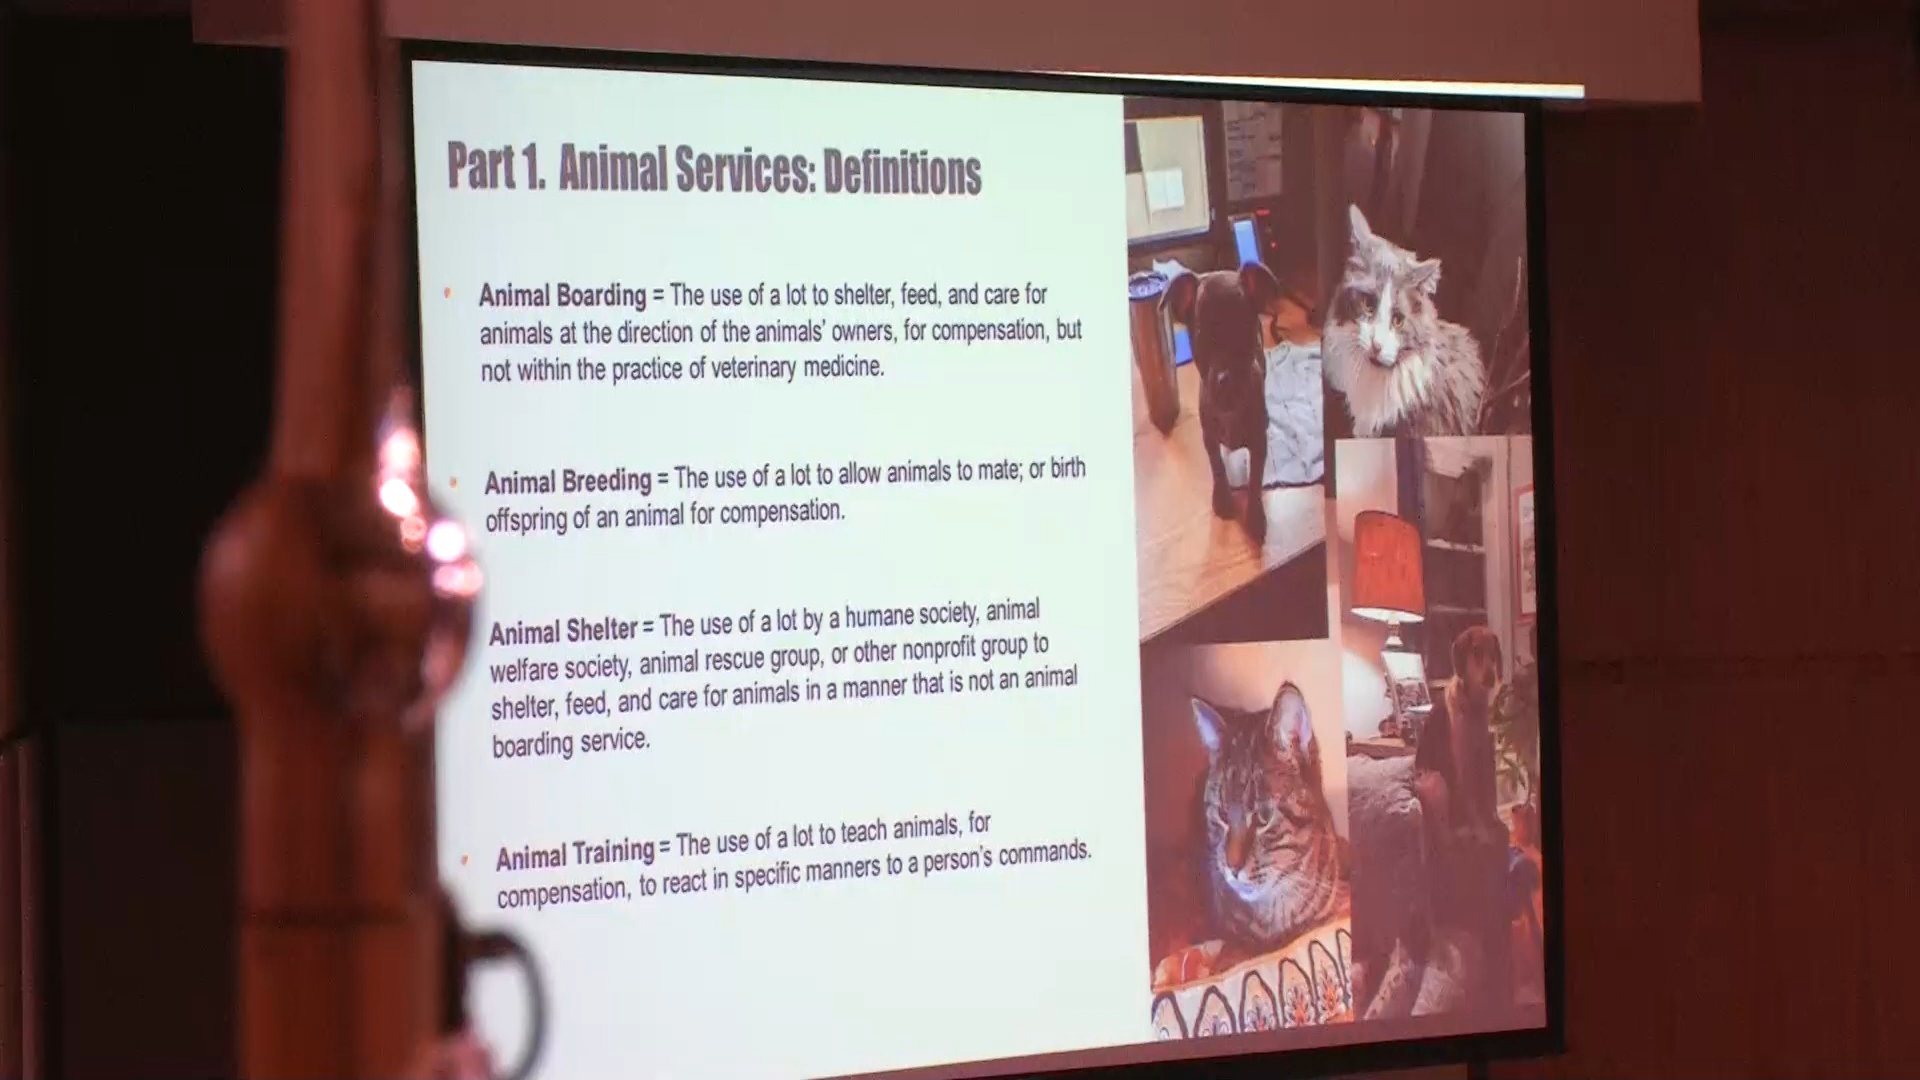 Part 1. Animal Services: Definitions
• Animal Boarding = The use of a lot to shelter, feed, and care for
animals at the direction of the animals' owners, for compensation, but
not within the practice of veterinary medicine.
• Animal Breeding = The use of a lot to allow animals to mate; or birth
offspring of an animal for compensation.
Animal Shelter = The use of a lot by a humane society, animal
welfare society, animal rescue group, or other nonprofit group to
shelter, feed, and care for animals in a manner that is not an animal
boarding service.
• Animal Training = The use of a lot to teach animals, for
compensation, to react in specific manners to a person's commands.